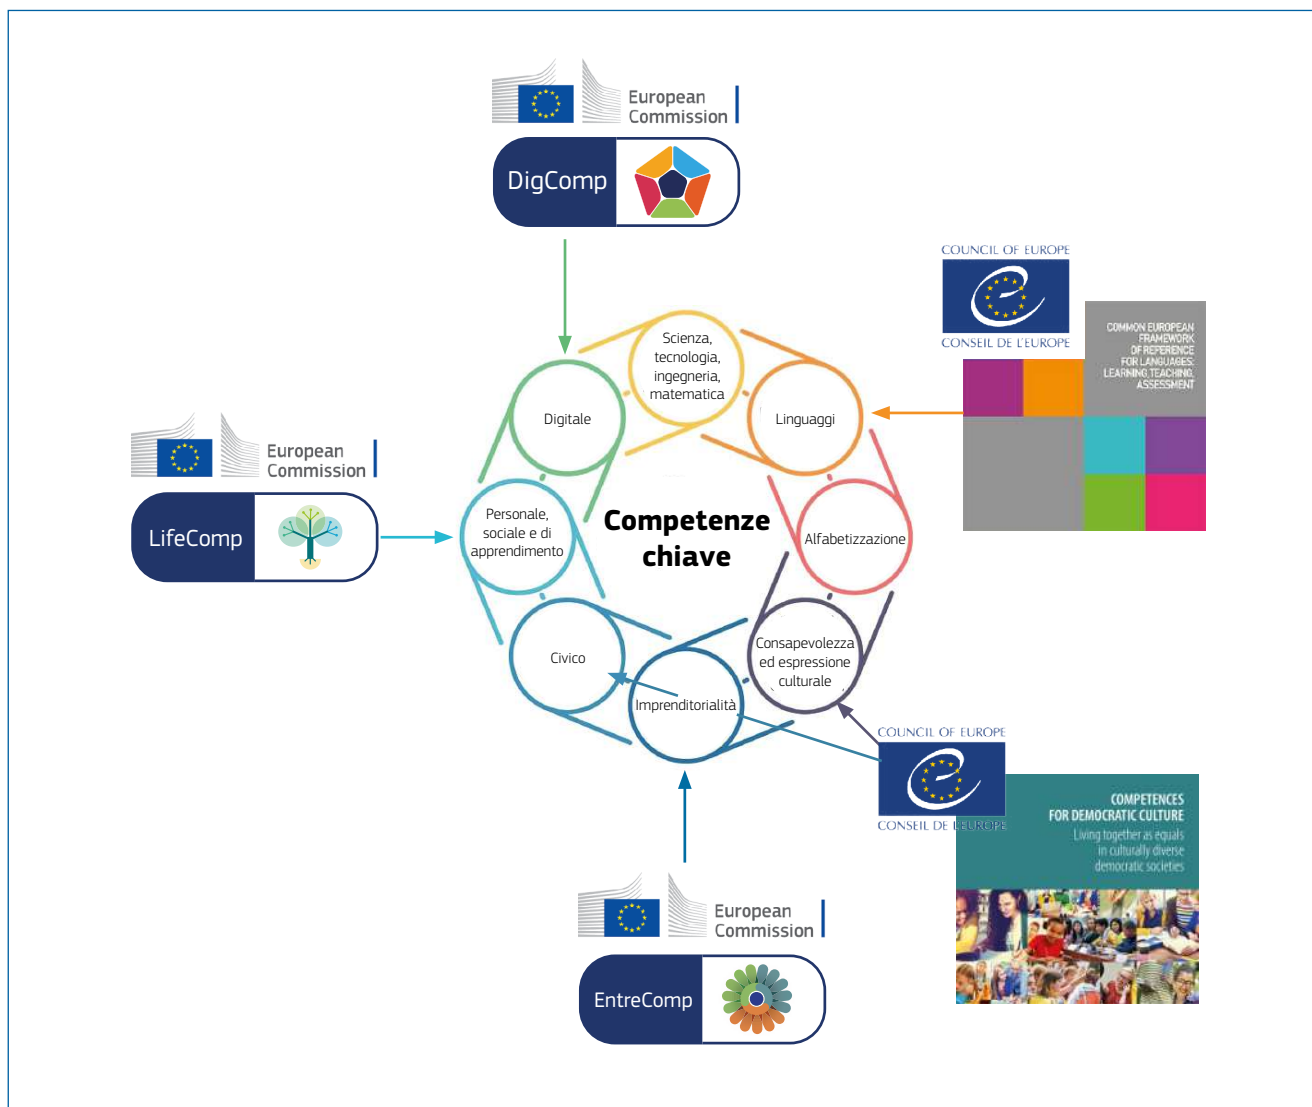 European
Commission
DigComp
COUNCIL OF EUROPE
CONSEIL DE L'EUROPE
COMMON EUROPEAN
FRAMEWORK
OF REFERENCE
FOR LANGUAGES:
LEARNING, TEACHING,
ASSESSMENT
Scienza,
tecnologia,
ingegneria,
matematica
Digitale
Linguaggi
European
Commission
LifeComp
Personale,
sociale e di
apprendimento
Competenze
chiave
Alfabetizzazione
Civico
Consapevolezza
ed espressione
culturale
Imprenditorialità
COUNCIL OF EUROPE
CONSEIL DE L'EUROPE
COMPETENCES
FOR DEMOCRATIC CULTURE
Living together as equals
in culturally diverse
democratic societies
European
Commission
EntreComp